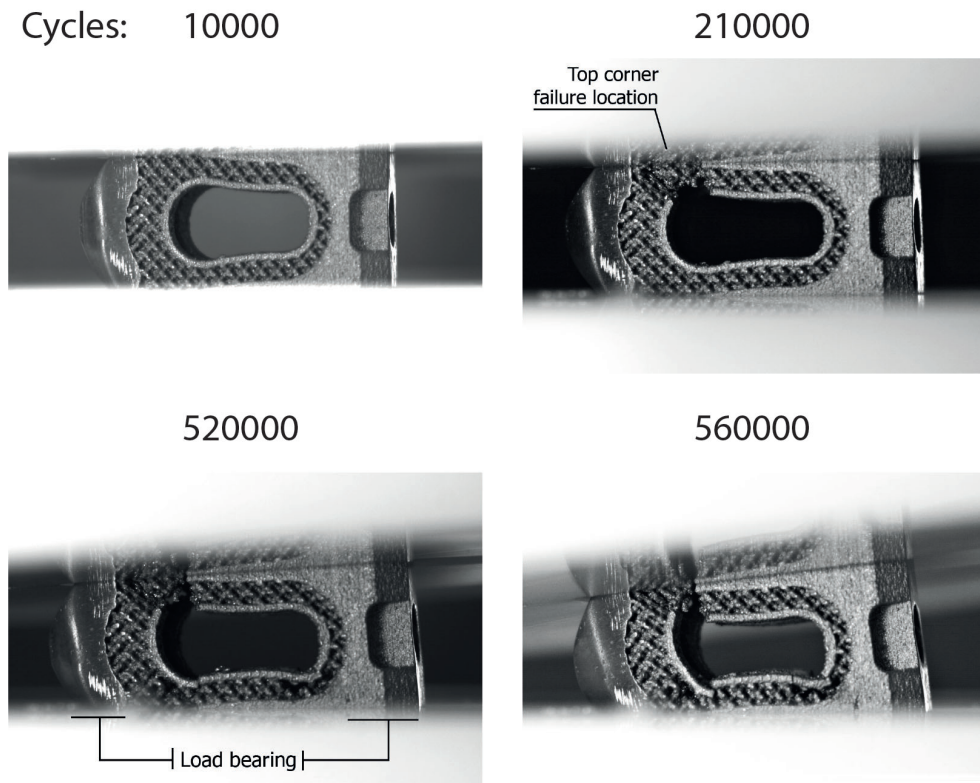 Cycles: 10000
210000
Top corner
failure location
520000
560000
Load bearing